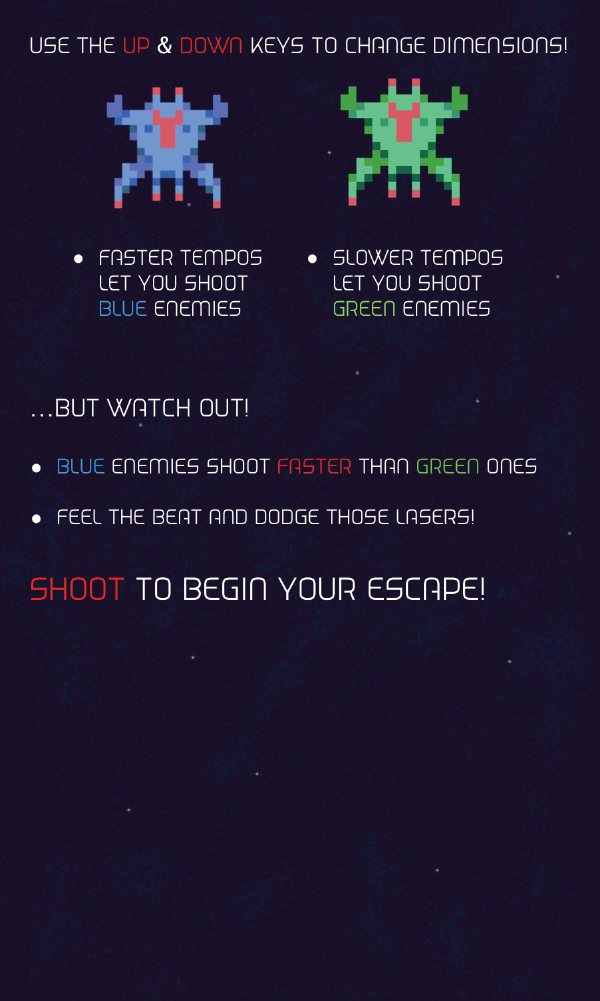 USE THE UP & DOWN KEYS TO CHANGE DIMENSIONS!
• FASTER TEMPOS
LET YOU SHOOT
BLUE ENEMIES
• SLOWER TEMPOS
LET YOU SHOOT
GREEN ENEMIES
...BUT WATCH OUT!
• BLUE ENEMIES SHOOT FASTER THAN GREEN ONES
• FEEL THE BEAT AND DODGE THOSE LASERS!
SHOOT TO BEGIN YOUR ESCAPE!